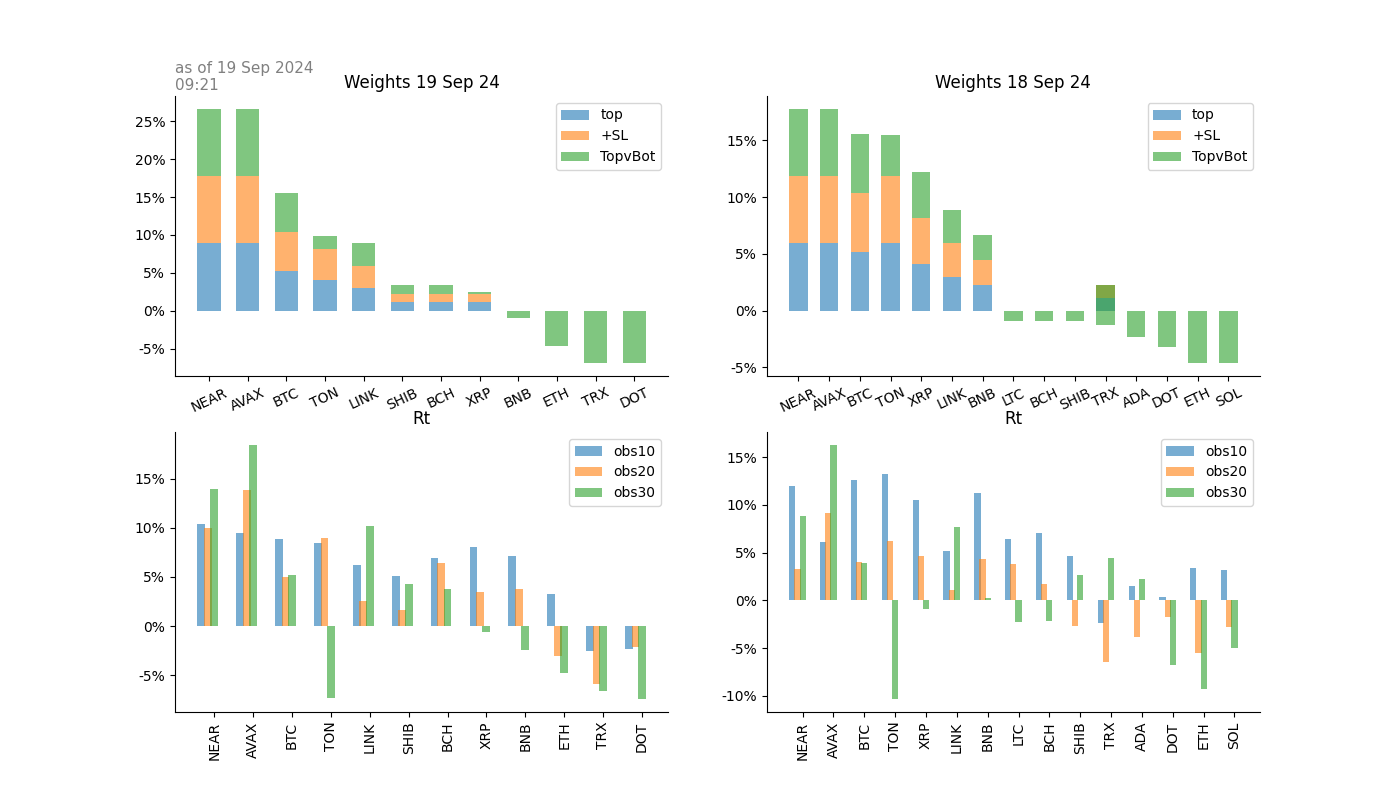 as of 19 Sep 2024
09:21
Weights 19 Sep 24
25%
20%
15%
10%
5%
0%
-5%
top
+SL
TopvBot
NEAR AVAX BTC TON LINK SHIB BCH XRP BNB ETH TRX DOT
Weights 18 Sep 24
15%
10%
5%
0%
-5%
top
+SL
TopvBot
NEAR AVAX BTC TON XRP LINK BNB LTC BCH SHIB TRX ADA DOT ETH SOL
Rt
15%
10%
5%
0%
-5%
obs10
obs20
obs30
NEAR AVAX BTC TON LINK SHIB BCH XRP BNB ETH TRX DOT
Rt
15%
10%
5%
0%
-5%
-10%
obs10
obs20
obs30
NEAR AVAX BTC TON XRP LINK BNB LTC BCH SHIB TRX ADA DOT ETH SOL